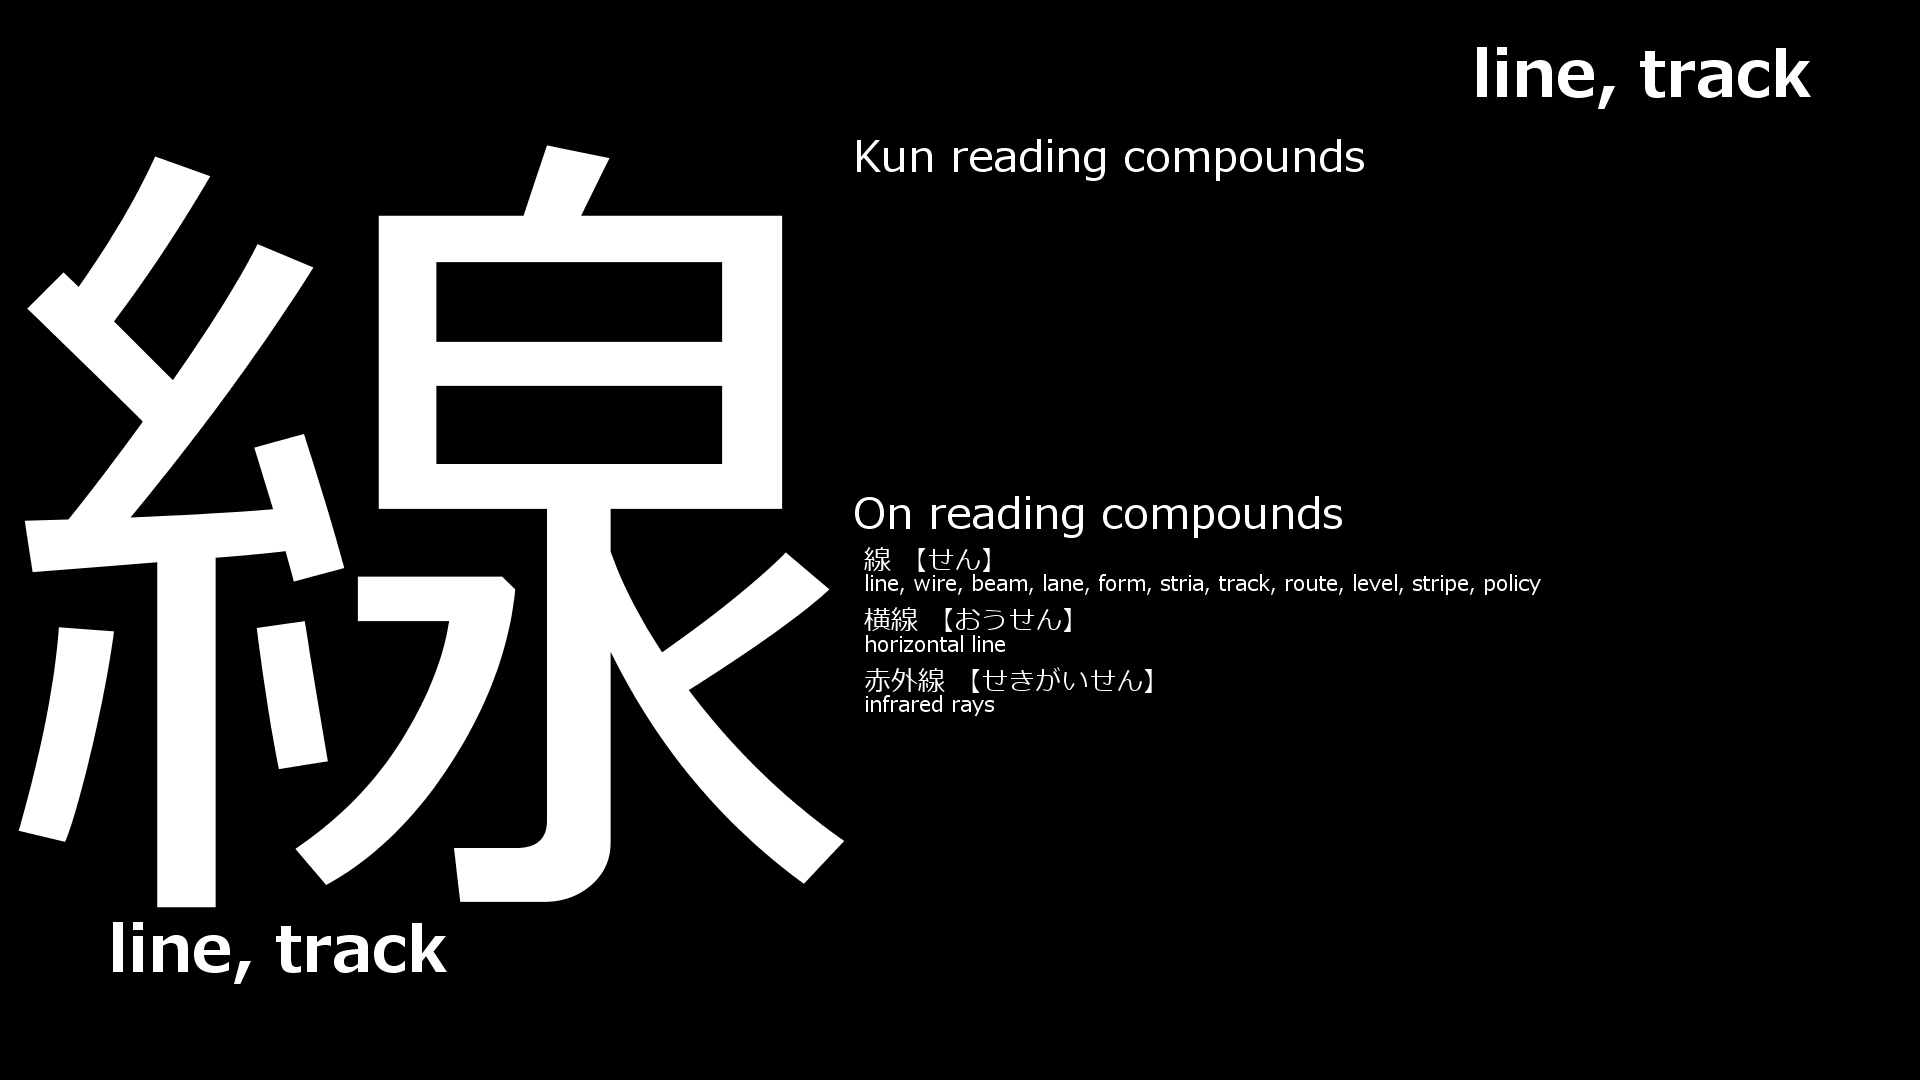 line, track
線
Kun reading compounds
On reading compounds
線 【せん】
line, wire, beam, lane, form, stria, track, route, level, stripe, policy
横線 【おうせん】
horizontal line
赤外線 【せきがいせん】
infrared rays
line, track